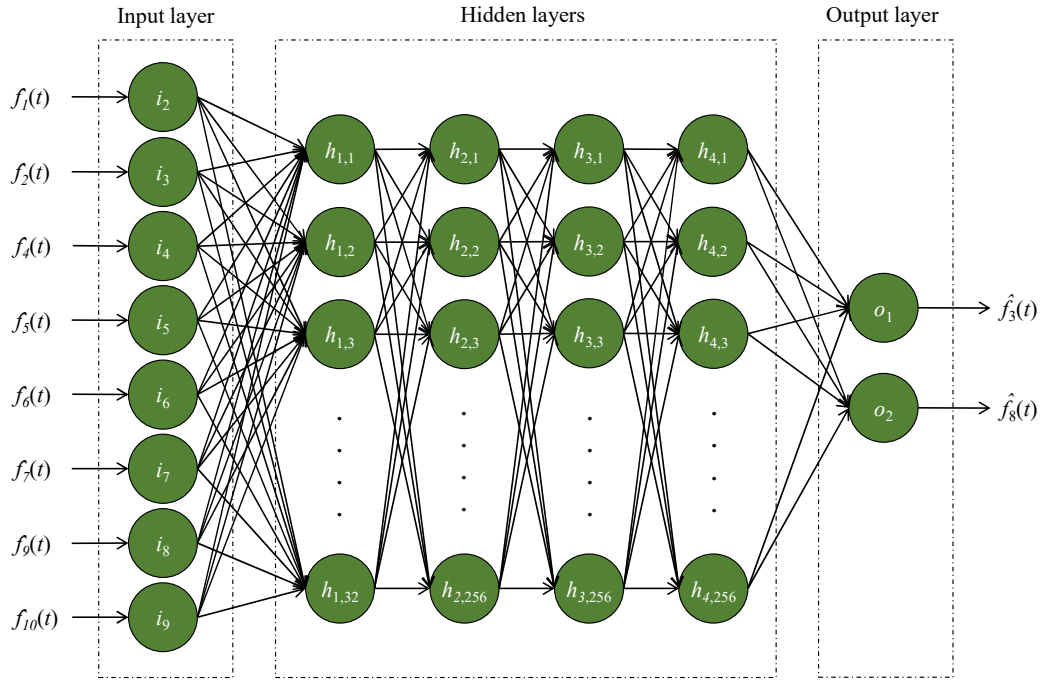 Input layer
Hidden layers
Output layer
f1(t)
f2(t)
f4(t)
f5(t)
f6(t)
f7(t)
f9(t)
f10(t)
i2
i3
i4
i5
i6
i7
i8
i9
h1,1
h1,2
h1,3
h1,32
h2,1
h2,2
h2,3
h2,256
h3,1
h3,2
h3,3
h3,256
h4,1
h4,2
h4,3
h4,256
o1
o2
f̂3(t)
f̂8(t)